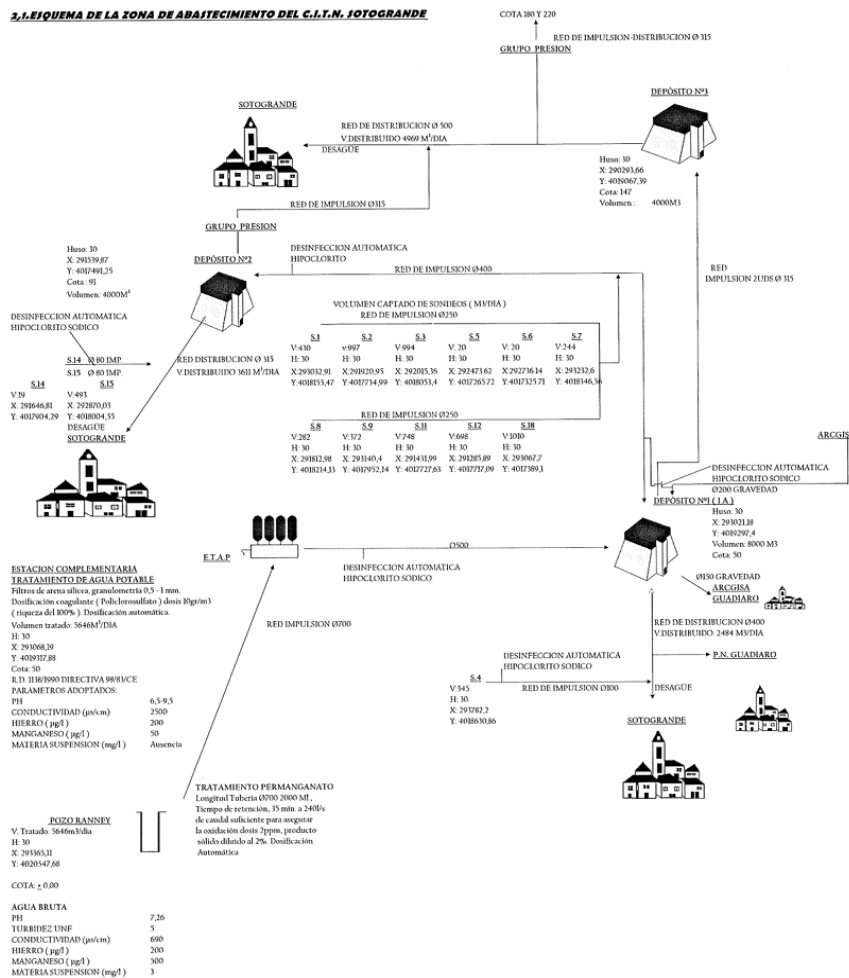 2,1.ESQUEMA DE LA ZONA DE ABASTECIMIENTO DEL C.I.T.N. SOTOGRANDE
COTA 180 Y 220
RED DE IMPULSION-DISTRIBUCION Ø 315
GRUPO PRESION
DEPÓSITO Nº3
Huso: 30
X: 290293,66
Y: 4019067,39
Cota: 147
Volumen : 4000M3
SOTOGRANDE
RED DE DISTRIBUCION Ø 500
V.DISTRIBUIDO 4969 M³/DIA
DESAGÜE
RED DE IMPULSION Ø315
GRUPO PRESION
DEPÓSITO Nº2
Huso: 30
X: 291539,87
Y: 4017491,25
Cota : 91
Volumen: 4000M³
DESINFECCION AUTOMATICA
HIPOCLORITO
RED DE IMPULSION Ø400
RED
IMPULSION 2UDS Ø 315
DESINFECCION AUTOMATICA
HIPOCLORITO SODICO
S.14 Ø 80 IMP.
S.15 Ø 80 IMP.
RED DISTRIBUCION Ø 315
V.DISTRIBUIDO 3611 M³/DIA
S.14 S.15
V:19 V:493
X: 291646,81 X: 292870,03
Y: 4017904,29 Y: 4018004,55
DESAGÜE
SOTOGRANDE
VOLUMEN CAPTADO DE SONDEOS ( M3/DIA )
RED DE IMPULSION Ø250
S.1 S.2 S.3 S.5 S.6 S.7
V:430 v:997 V:994 V: 20 V: 20 V:244
H: 30 H: 30 H: 30 H: 30 H: 30 H: 30
X:293032,91 X:291920,95 X: 292015,36 X: 292473.62 X: 292736.14 X: 293232,6
Y:4018155,47 Y:4017734,99 Y: 4018053,4 Y:4017265.72 Y: 4017325.71 Y: 4018346,56
RED DE IMPULSION Ø250
S.8 S.9 S.11 S.12 S.18
V:282 V:372 V:748 V:698 V:1010
H: 30 H: 30 H: 30 H: 30 H: 30
X: 291812,98 X: 293140,4 X: 291431,99 X: 291285,89 X: 293067,7
Y: 4018214,13 Y: 4017952,14 Y: 4017727,63 Y: 4017717,09 Y: 4017389,1
ARCGIS
DESINFECCION AUTOMATICA
HIPOCLORITO SODICO
Ø200 GRAVEDAD
DEPÓSITO Nº1 ( 1 A )
Huso: 30
X: 293021,18
Y: 4019297,4
Volumen: 8000 M3
Cota: 50
E.T.A.P
Ø500
DESINFECCION AUTOMATICA
HIPOCLORITO SODICO
Ø150 GRAVEDAD
ARCGISA
GUADIARO
RED DE DISTRIBUCION Ø400
V.DISTRIBUIDO: 2484 M3/DIA
P.N. GUADIARO
RED IMPULSION Ø700
DESINFECCION AUTOMATICA
HIPOCLORITO SODICO
S.4
V:345
H: 30
X: 293782,2
Y: 4018630,86
RED DE IMPULSION Ø100
DESAGÜE
SOTOGRANDE
ESTACION COMPLEMENTARIA
TRATAMIENTO DE AGUA POTABLE
Filtros de arena silicea, granulometria 0,5 - 1 mm.
Dosificación coagulante ( Policlorosulfato ) dosis 10gr/m3
( riqueza del 100% ). Dosificación automática.
Volumen tratado: 5646M³/DIA
H: 30
X: 293068,19
Y: 4019317,88
Cota: 50
R.D. 1138/1990 DIRECTIVA 98/83/CE
PARAMETROS ADOPTADOS:
PH 6,5-9,5
CONDUCTIVIDAD (µs/cm) 2500
HIERRO ( µg/l ) 200
MANGANESO ( µg/l ) 50
MATERIA SUSPENSION (mg/l ) Ausencia
TRATAMIENTO PERMANGANATO
Longitud Tuberia Ø700 2000 Ml ,
Tiempo de retención, 35 min. a 240l/s
de caudal suficiente para asegurar
la oxidación dosis 2ppm, producto
sólido diluido al 2%. Dosificación
Automática
POZO RANNEY
V. Tratado: 5646m3/dia
H: 30
X: 293365,11
Y: 4020547,68
COTA: ± 0,00
AGUA BRUTA
PH 7,26
TURBIDEZ UNF 5
CONDUCTIVIDAD (µs/cm) 690
HIERRO ( µg/l ) 200
MANGANESO ( µg/l ) 500
MATERIA SUSPENSION (mg/l ) 3